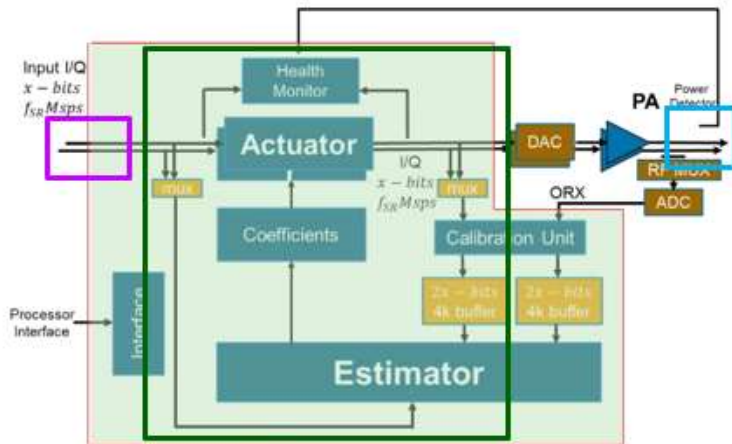 Input I/Q
x - bits
f_SR Msps
Health
Monitor
Actuator
mux
I/Q
x - bits
f_SR Msps
mux
DAC
PA
Power
Detector
RF MUX
ADC
ORX
Coefficients
Calibration Unit
2x - bits
4k buffer
2x - bits
4k buffer
Processor
Interface
Interface
Estimator